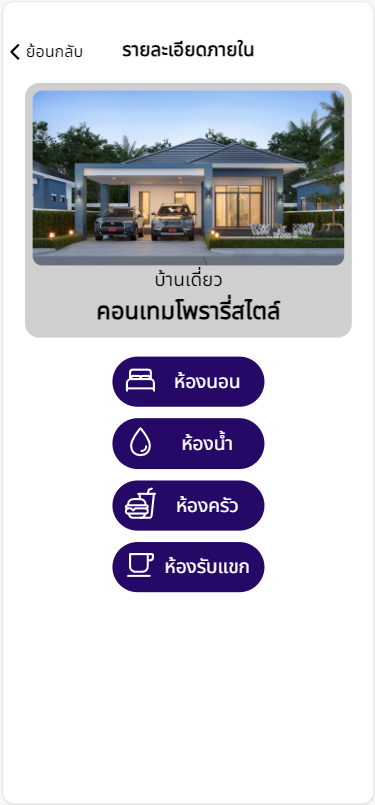 ย้อนกลับ
รายละเอียดภายใน
บ้านเดี่ยว
คอนเทมโพรารี่สไตล์
ห้องนอน
ห้องน้ำ
ห้องครัว
ห้องรับแขก